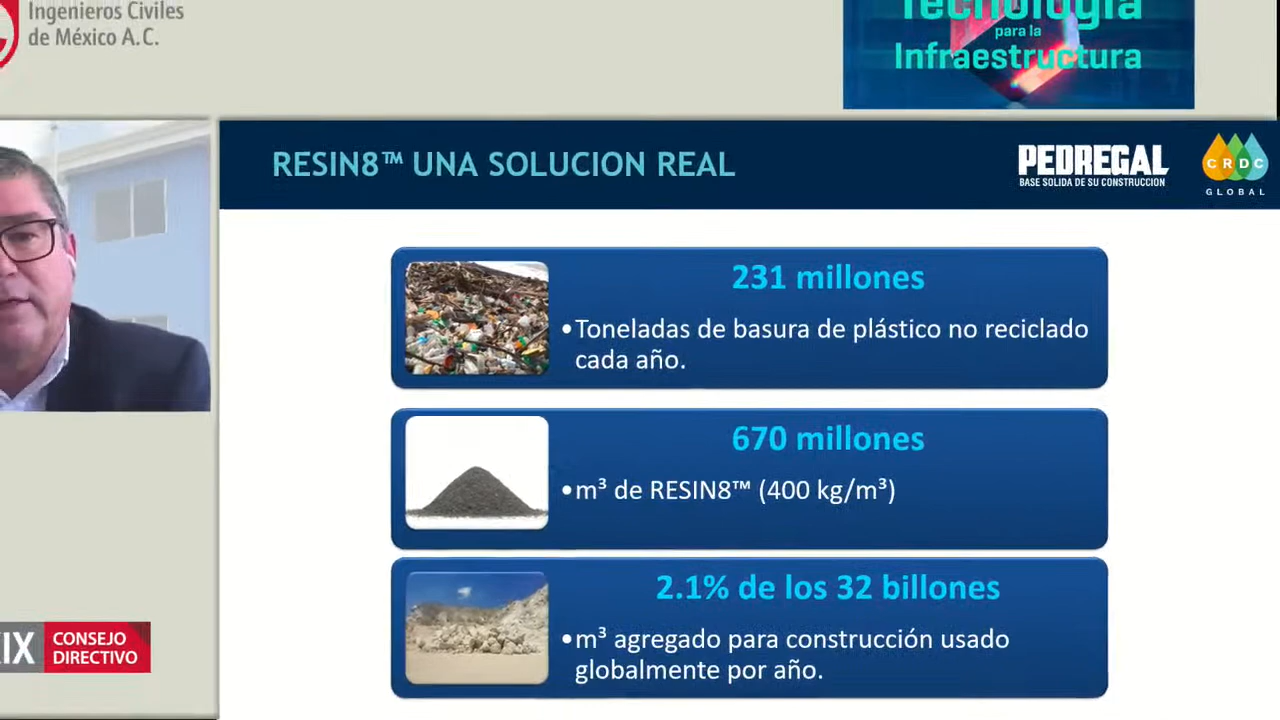 Ingenieros Civiles
de México A.C.
Tecnología
para la
Infraestructura
RESIN8™ UNA SOLUCION REAL
PEDREGAL
BASE SOLIDA DE SU CONSTRUCCION
CRDC
GLOBAL
231 millones
•Toneladas de basura de plástico no reciclado
cada año.
670 millones
•m³ de RESIN8™ (400 kg/m³)
2.1% de los 32 billones
•m³ agregado para construcción usado
globalmente por año.
XIX
CONSEJO
DIRECTIVO